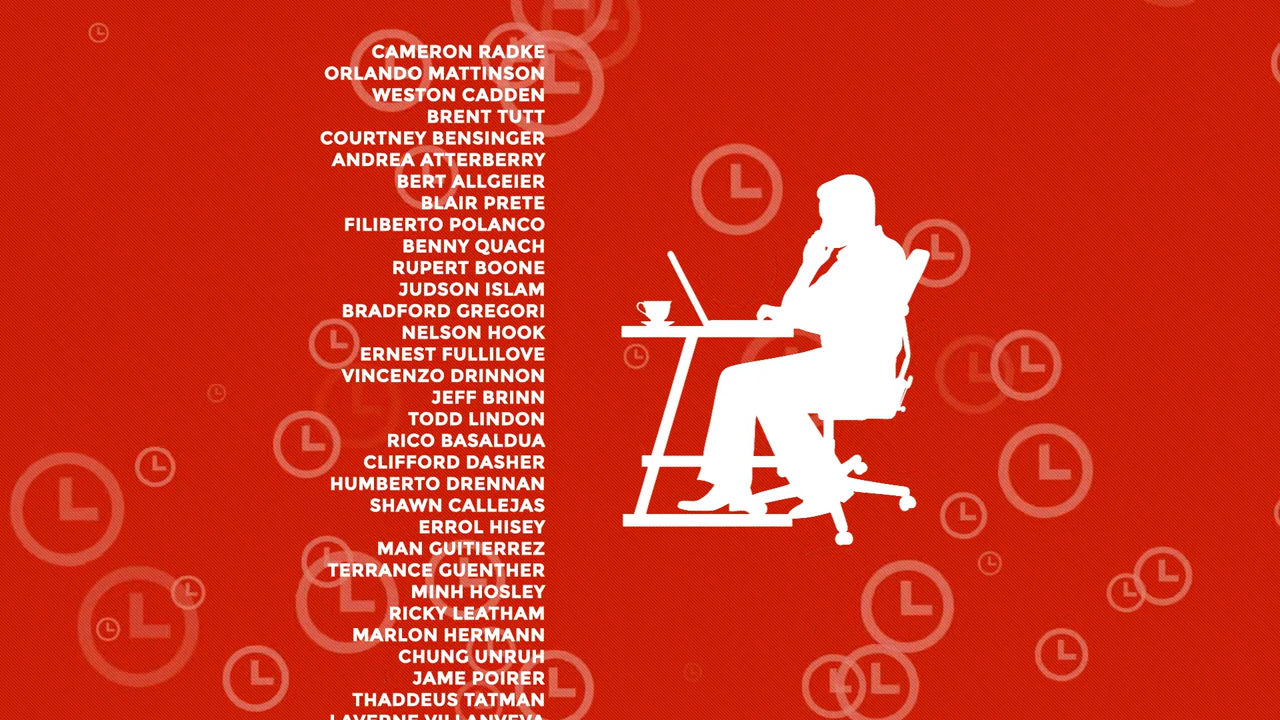 CAMERON RADKE
ORLANDO MATTINSON
WESTON CADDEN
BRENT TUTT
COURTNEY BENSINGER
ANDREA ATTERBERRY
BERT ALLGEIER
BLAIR PRETE
FILIBERTO POLANCO
BENNY QUACH
RUPERT BOONE
JUDSON ISLAM
BRADFORD GREGORI
NELSON HOOK
ERNEST FULLILOVE
VINCENZO DRINNON
JEFF BRINN
TODD LINDON
RICO BASALDUA
CLIFFORD DASHER
HUMBERTO DRENNAN
SHAWN CALLEJAS
ERROL HISEY
MAN GUITIERREZ
TERRANCE GUENTHER
MINH HOSLEY
RICKY LEATHAM
MARLON HERMANN
CHUNG UNRUH
JAME POIRER
THADDEUS TATMAN